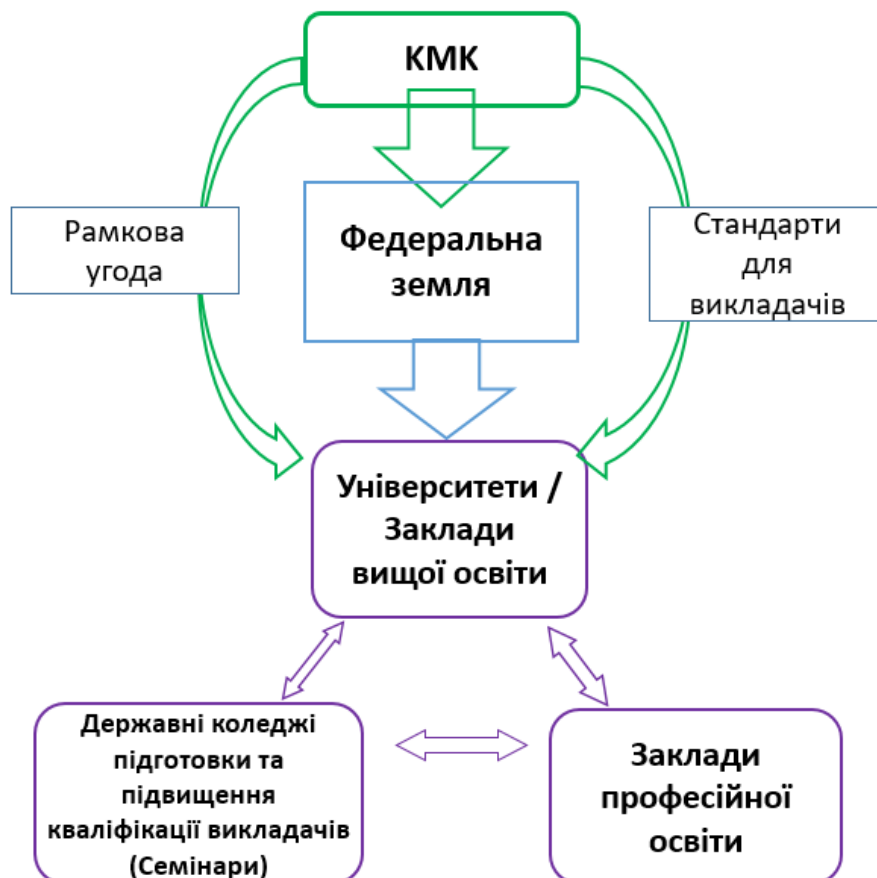 КМК
Рамкова
угода
Федеральна
земля
Стандарти
для
викладачів
Університети /
Заклади
вищої освіти
Державні коледжі
підготовки та
підвищення
кваліфікації викладачів
(Семінари)
Заклади
професійної
освіти